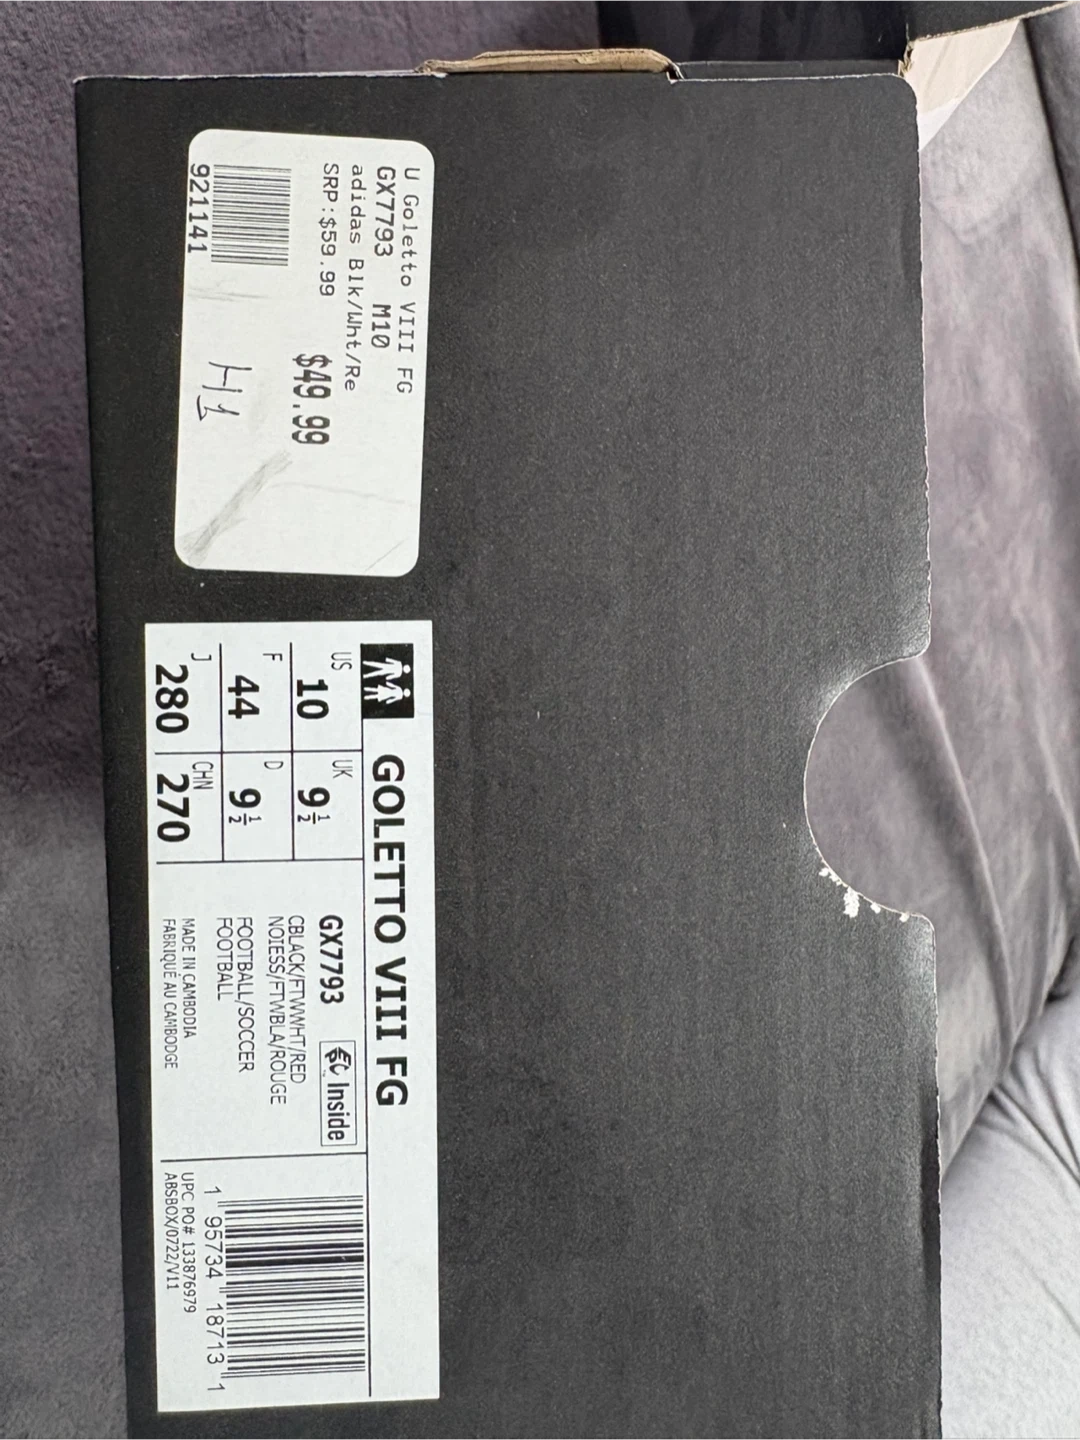 U Goletto VIII FG
GX7793 M10
adidas Blk/Wht/Re
SRP:$59.99
$49.99
921141
H1
GOLETTO VIII FG
US 10 UK 9½
F 44 D 9½
J 280 CHN 270
GX7793 Inside
CBLACK/FTWWHT/RED
NOIESS/FTWBLA/ROUGE
FOOTBALL/SOCCER
FOOTBALL
MADE IN CAMBODIA
FABRIQUÉ AU CAMBODGE
1 95734 18713 1
UPC PO# 133876979
ABSBOX/0722/V11